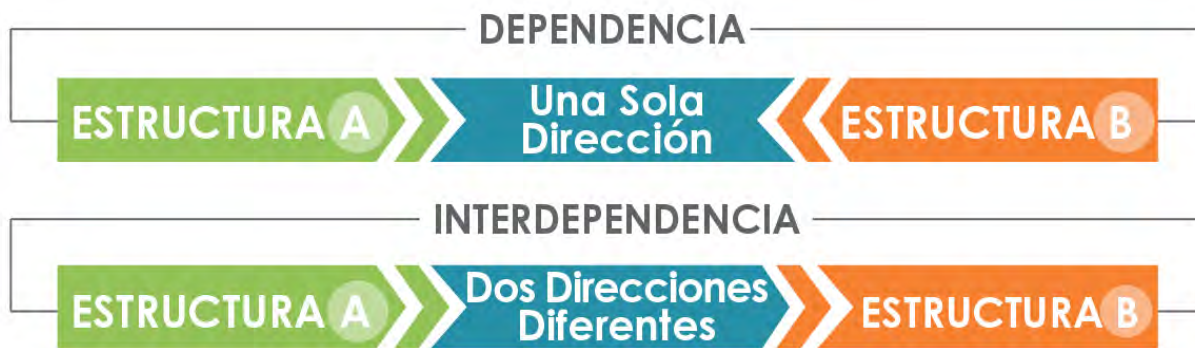 DEPENDENCIA
ESTRUCTURA A
Una Sola
Dirección
ESTRUCTURA B
INTERDEPENDENCIA
ESTRUCTURA A
Dos Direcciones
Diferentes
ESTRUCTURA B